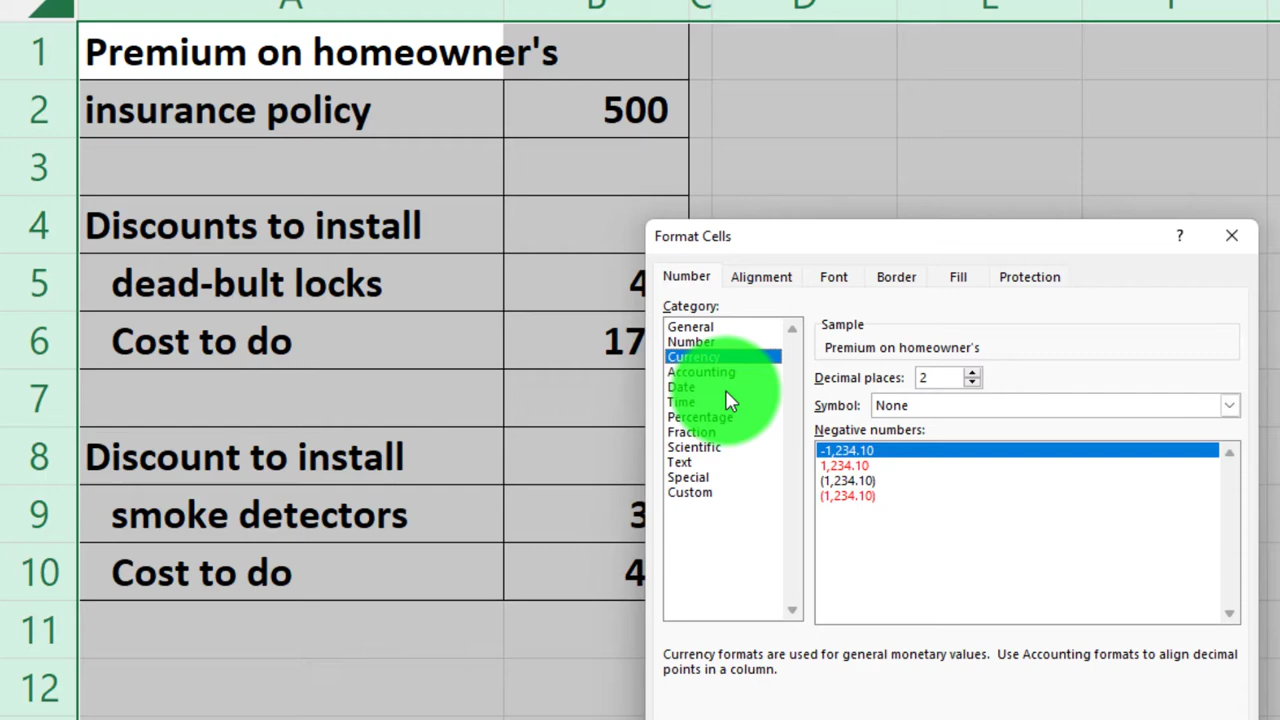 A B C D E F
1 Premium on homeowner's
2 insurance policy 500
3
4 Discounts to install
5 dead-bult locks 4
6 Cost to do 17
7
8 Discount to install
9 smoke detectors 3
10 Cost to do 4
11
12
Format Cells ? ✕
Number Alignment Font Border Fill Protection
Category:
General
Number
Currency
Accounting
Date
Time
Percentage
Fraction
Scientific
Text
Special
Custom
Sample
Premium on homeowner's
Decimal places: 2
Symbol: None
Negative numbers:
-1,234.10
1,234.10
(1,234.10)
(1,234.10)
Currency formats are used for general monetary values. Use Accounting formats to align decimal
points in a column.